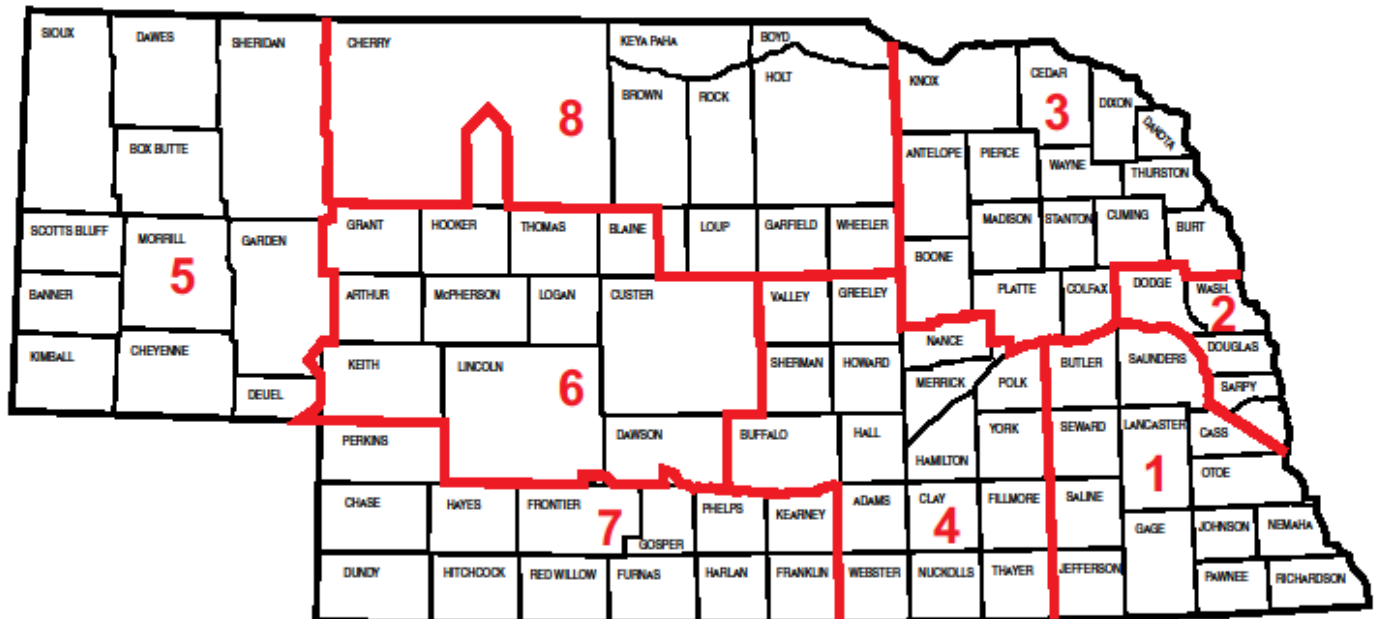 SIOUX
DAWES
SHERIDAN
CHERRY
KEYA PAHA
BOYD
KNOX
CEDAR
DIXON
DAKOTA
HOLT
BROWN
ROCK
8
3
BOX BUTTE
ANTELOPE
PIERCE
WAYNE
THURSTON
SCOTTS BLUFF
MORRILL
GARDEN
GRANT
HOOKER
THOMAS
BLAINE
LOUP
GARFIELD
WHEELER
MADISON
STANTON
CUMING
BURT
BOONE
5
BANNER
ARTHUR
McPHERSON
LOGAN
CUSTER
VALLEY
GREELEY
PLATTE
COLFAX
DODGE
WASH.
2
KIMBALL
CHEYENNE
DEUEL
KEITH
LINCOLN
6
SHERMAN
HOWARD
NANCE
MERRICK
POLK
BUTLER
SAUNDERS
DOUGLAS
SARPY
PERKINS
DAWSON
BUFFALO
HALL
HAMILTON
YORK
SEWARD
LANCASTER
CASS
OTOE
1
CHASE
HAYES
FRONTIER
7
GOSPER
PHELPS
KEARNEY
ADAMS
CLAY
4
FILLMORE
SALINE
GAGE
JOHNSON
NEMAHA
DUNDY
HITCHCOCK
RED WILLOW
FURNAS
HARLAN
FRANKLIN
WEBSTER
NUCKOLLS
THAYER
JEFFERSON
PAWNEE
RICHARDSON